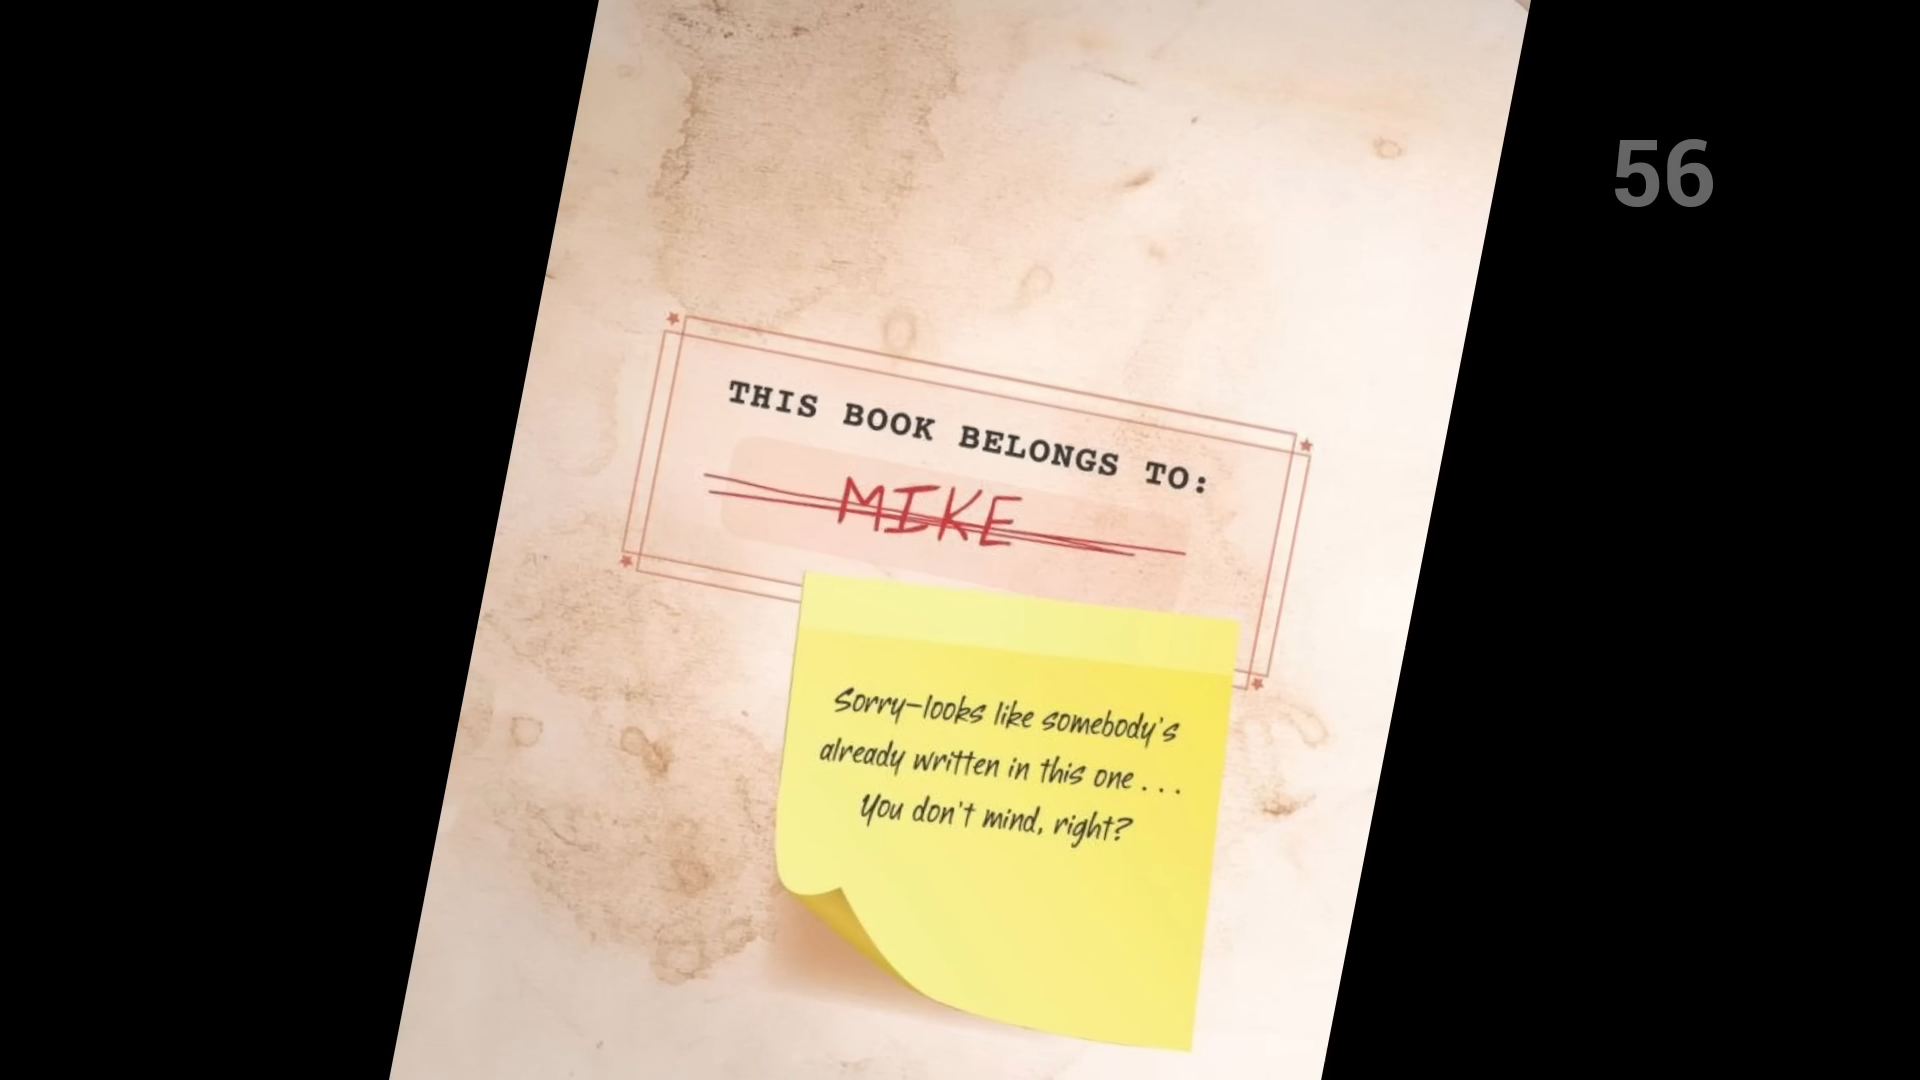 56
THIS BOOK BELONGS TO:
MIKE
Sorry–looks like somebody's
already written in this one . . .
You don't mind, right?